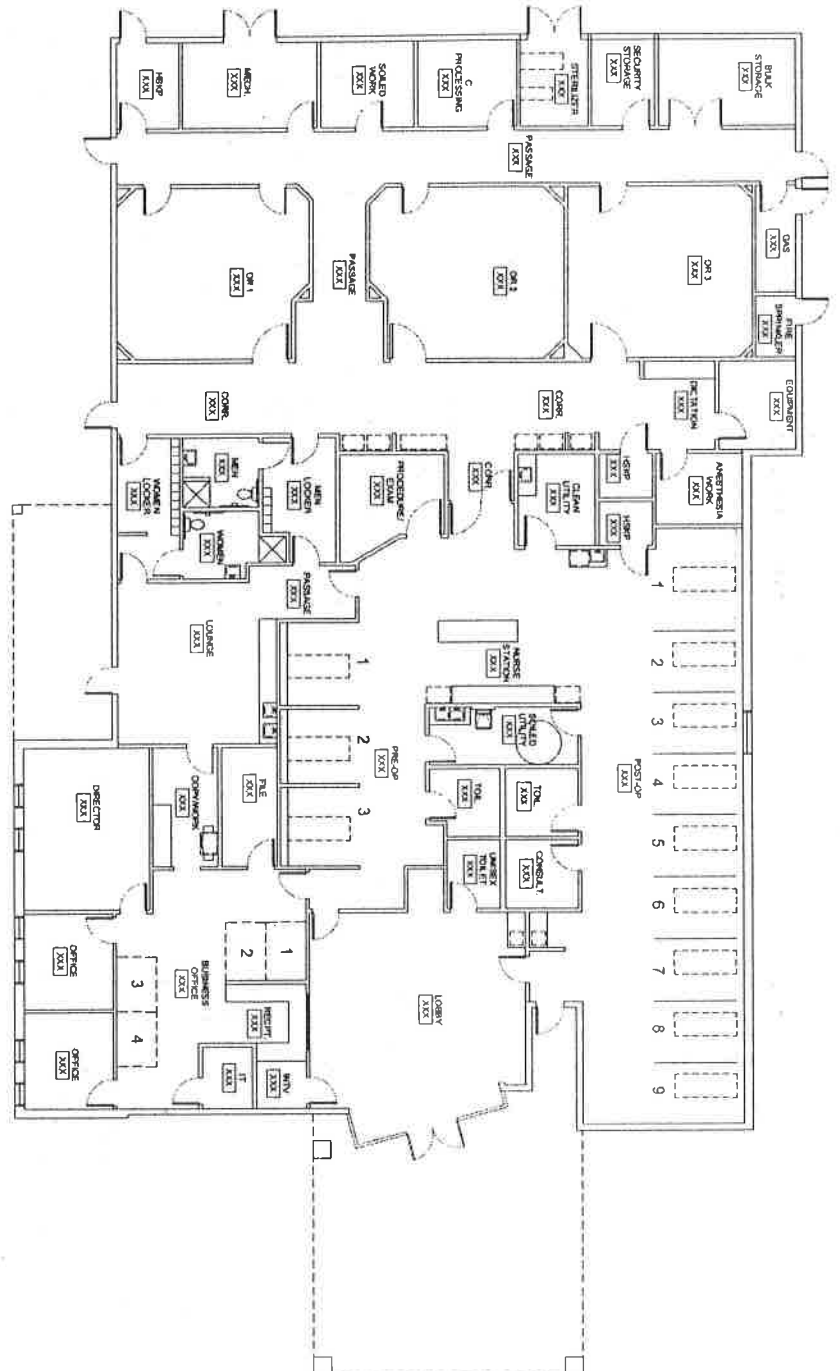 HSKP
XXX
MECH.
XXX
SOILED
WORK
XXX
C
PROCESSING
XXX
STERILIZER
XXX
SECURITY
STORAGE
XXX
BULK
STORAGE
XXX
PASSAGE
XXX
OR 1
XXX
PASSAGE
XXX
OR 2
XXX
OR 3
XXX
GAS
XXX
FIRE
SPRINKLER
XXX
CORR.
XXX
CORR.
XXX
DICTATION
XXX
EQUIPMENT
XXX
WOMEN
LOCKER
XXX
MEN
XXX
MEN
LOCKER
XXX
PROCEDURE/
EXAM
XXX
CORR.
XXX
CLEAN
UTILITY
XXX
HSKP
XXX
HSKP
XXX
ANESTHESIA
WORK
XXX
WOMEN
XXX
PASSAGE
XXX
LOUNGE
XXX
NURSE
STATION
XXX
SOILED
UTILITY
XXX
PRE-OP
XXX
1
2
3
POST-OP
XXX
1
2
3
4
5
6
7
8
9
DIRECTOR
XXX
COPY/WORK
XXX
FILE
XXX
TOIL
XXX
TOIL
XXX
UNISEX
TOILET
XXX
CONSULT.
XXX
OFFICE
XXX
OFFICE
XXX
BUSINESS
OFFICE
XXX
1
2
3
4
RECPT.
XXX
IT
XXX
INTV
XXX
LOBBY
XXX